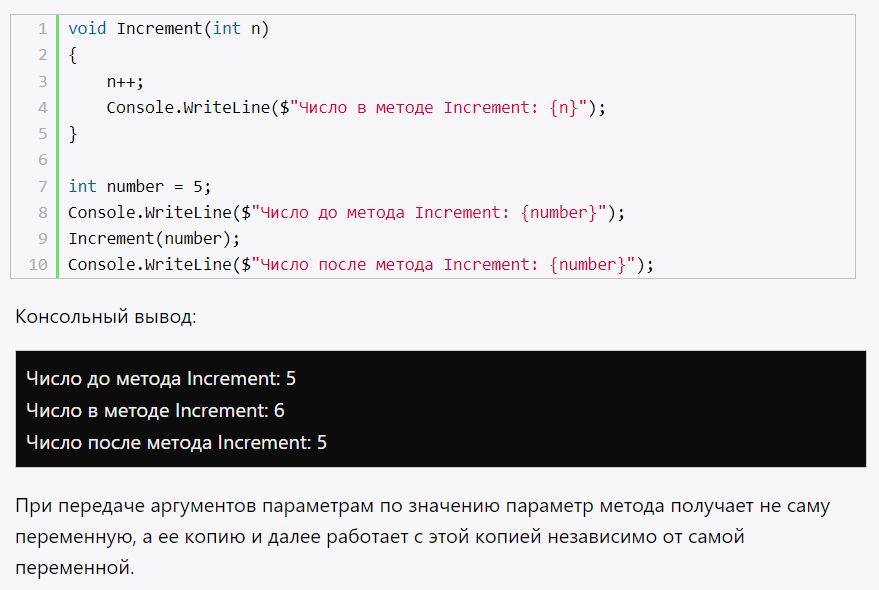 1 void Increment(int n)
2 {
3     n++;
4     Console.WriteLine($"Число в методе Increment: {n}");
5 }
6
7 int number = 5;
8 Console.WriteLine($"Число до метода Increment: {number}");
9 Increment(number);
10 Console.WriteLine($"Число после метода Increment: {number}");
Консольный вывод:
Число до метода Increment: 5
Число в методе Increment: 6
Число после метода Increment: 5
При передаче аргументов параметрам по значению параметр метода получает не саму
переменную, а ее копию и далее работает с этой копией независимо от самой
переменной.